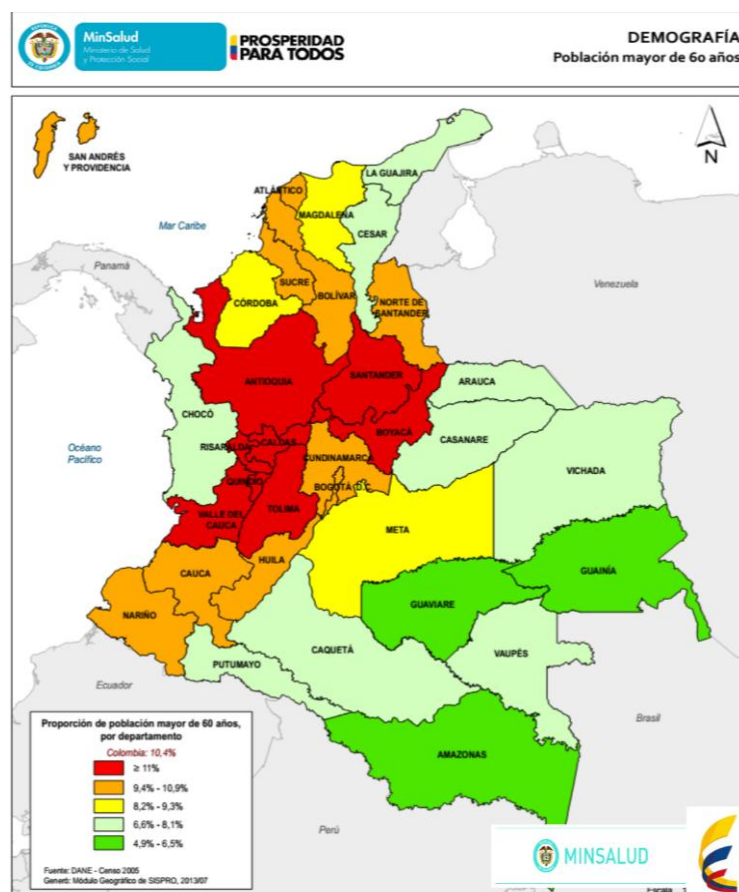 MinSalud
Ministerio de Salud
y Protección Social
PROSPERIDAD
PARA TODOS
DEMOGRAFÍA
Población mayor de 6o años
SAN ANDRÉS
Y PROVIDENCIA
N
LA GUAJIRA
ATLÁNTICO
MAGDALENA
CESAR
Mar Caribe
Panamá
Venezuela
SUCRE
BOLÍVAR
NORTE DE
SANTANDER
CÓRDOBA
ANTIOQUIA
SANTANDER
ARAUCA
CHOCÓ
BOYACÁ
CASANARE
Océano
Pacífico
RISARALDA
CALDAS
CUNDINAMARCA
VICHADA
QUINDÍO
BOGOTÁ D.C.
VALLE DEL
CAUCA
TOLIMA
META
HUILA
GUAINÍA
CAUCA
GUAVIARE
NARIÑO
CAQUETÁ
VAUPÉS
PUTUMAYO
Ecuador
Brasil
AMAZONAS
Perú
Proporción de población mayor de 60 años,
por departamento
Colombia: 10,4%
≥ 11%
9,4% - 10,9%
8,2% - 9,3%
6,6% - 8,1%
4,9% - 6,5%
Fuente: DANE - Censo 2005
Generó: Módulo Geográfico de SISPRO, 2013/07
MINSALUD